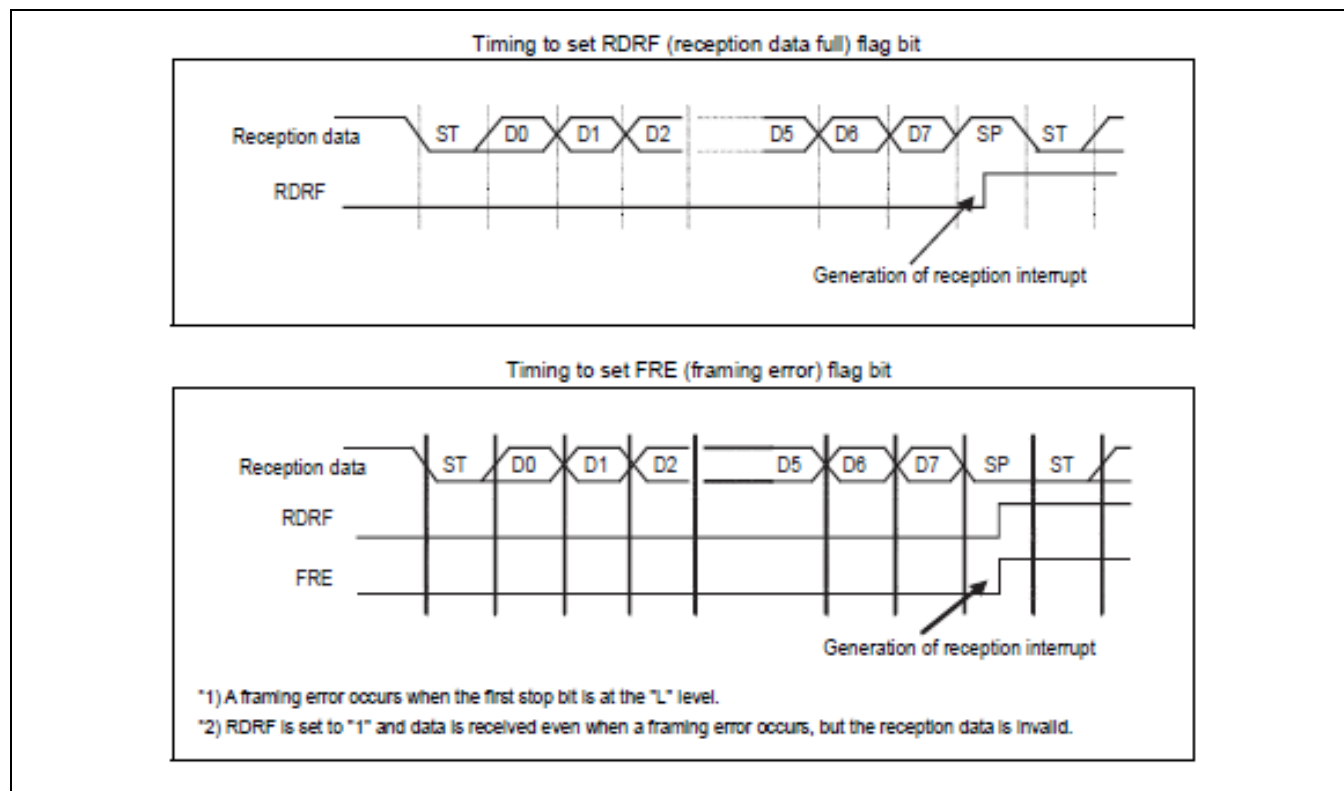 Timing to set RDRF (reception data full) flag bit
Reception data ST D0 D1 D2 D5 D6 D7 SP ST
RDRF
Generation of reception interrupt
Timing to set FRE (framing error) flag bit
Reception data ST D0 D1 D2 D5 D6 D7 SP ST
RDRF
FRE
Generation of reception interrupt
*1) A framing error occurs when the first stop bit is at the "L" level.
*2) RDRF is set to "1" and data is received even when a framing error occurs, but the reception data is invalid.